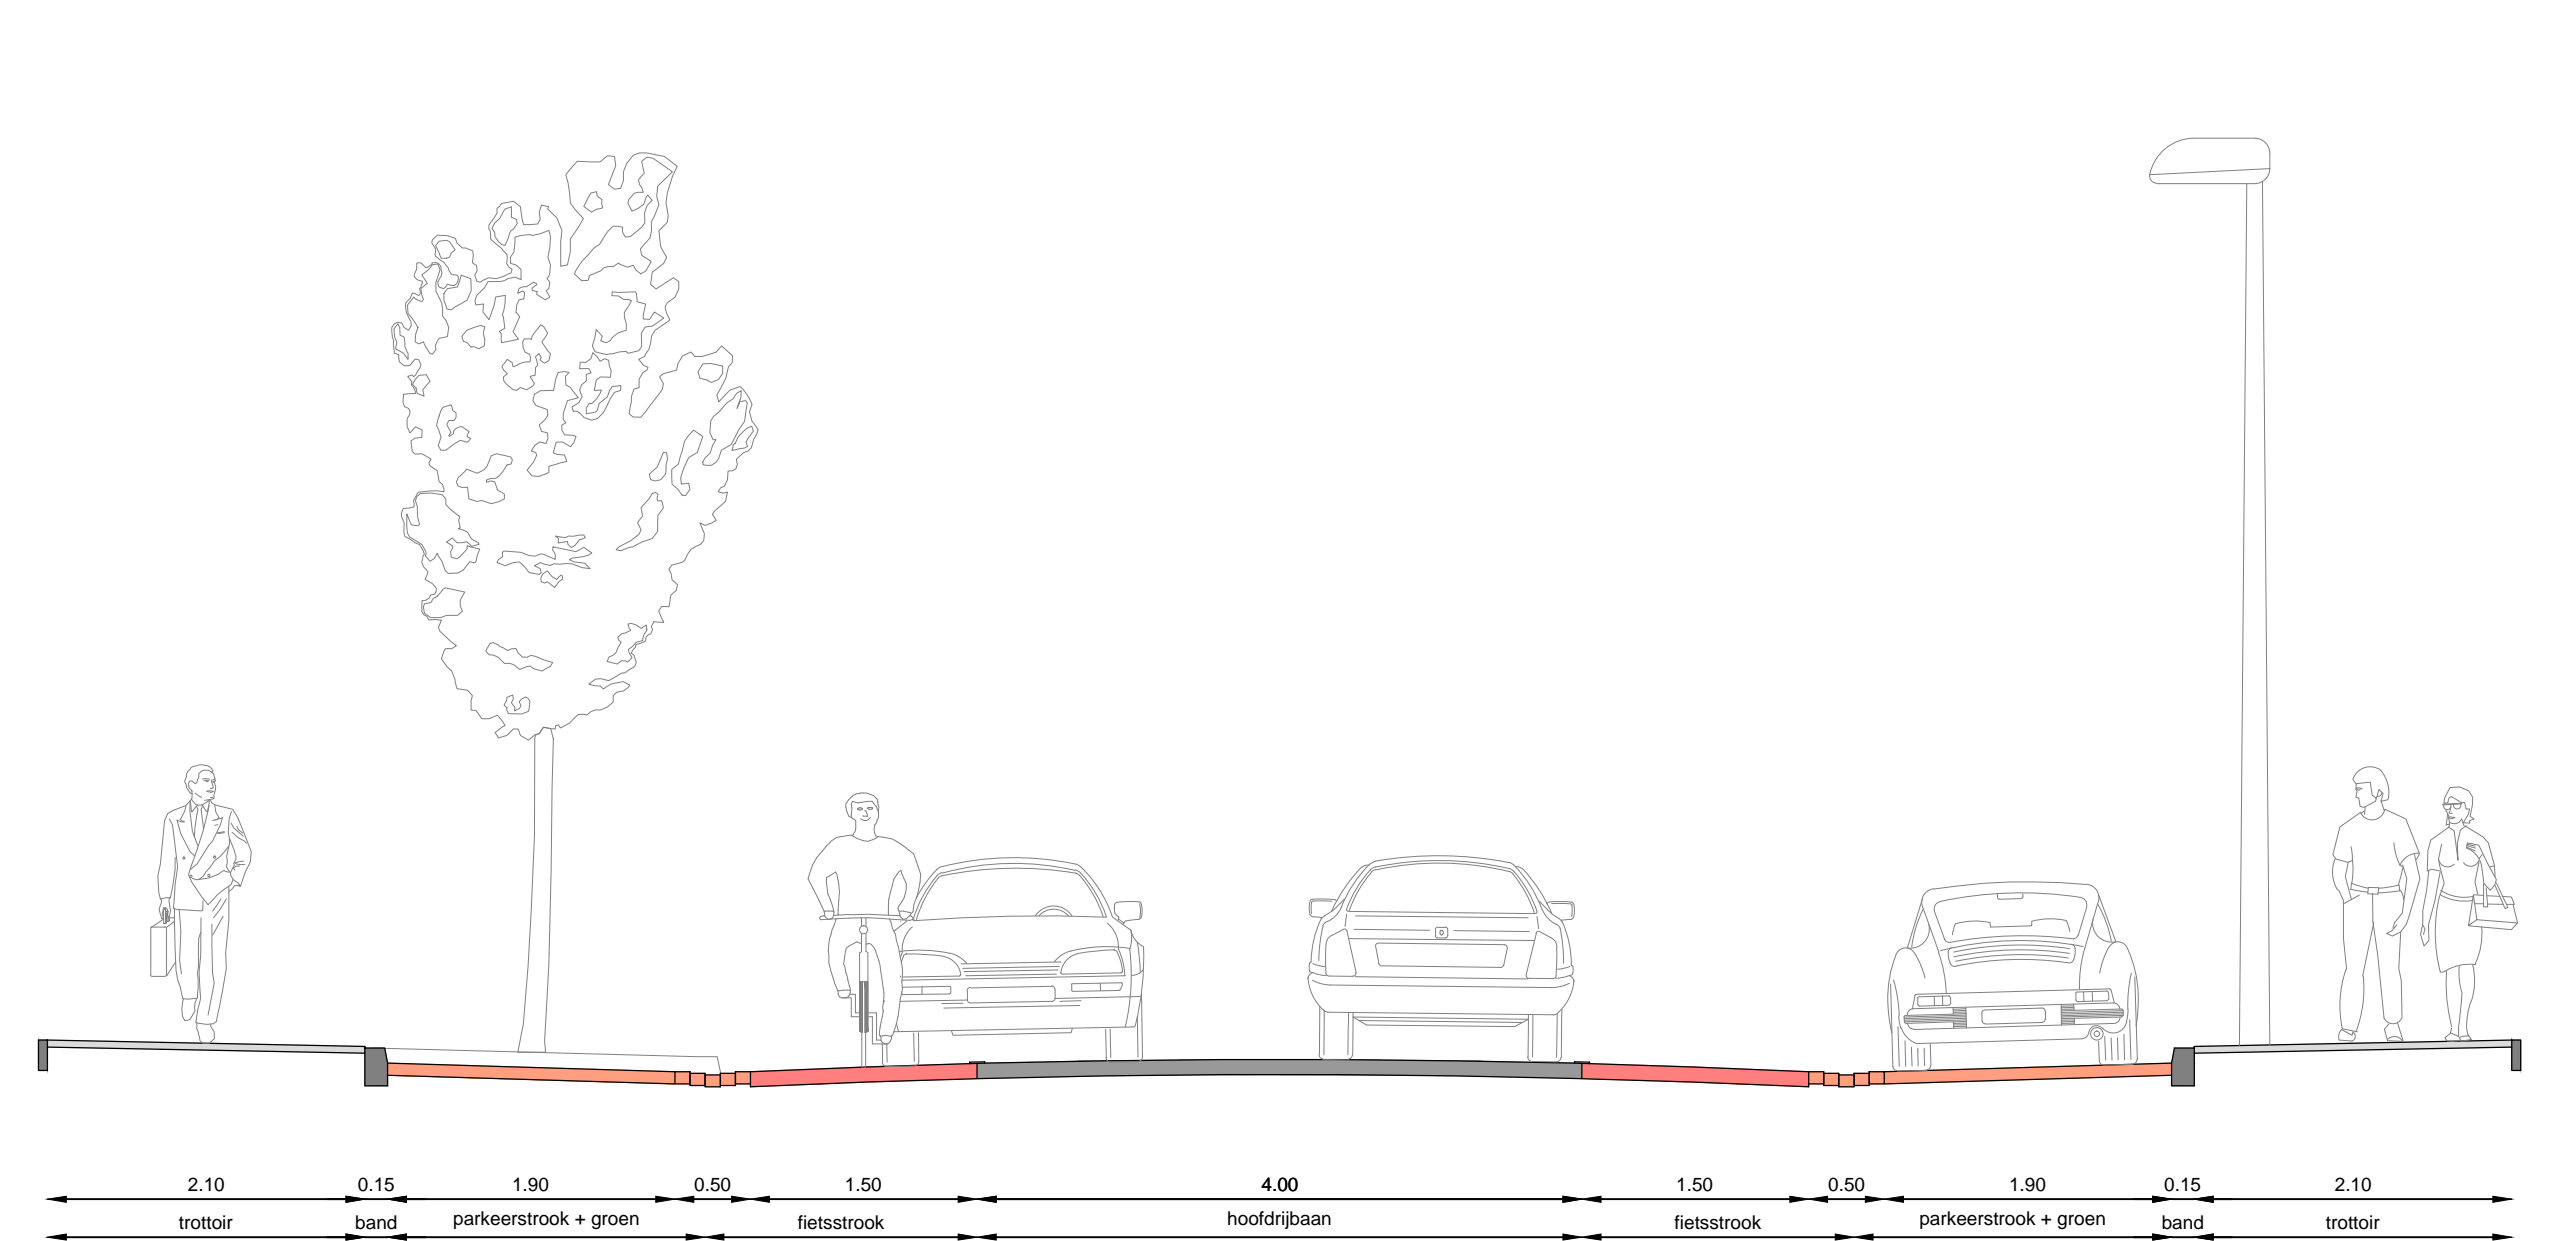 2.10 0.15 1.90 0.50 1.50 4.00 1.50 0.50 1.90 0.15 2.10
trottoir band parkeerstrook + groen fietsstrook hoofdrijbaan fietsstrook parkeerstrook + groen band trottoir